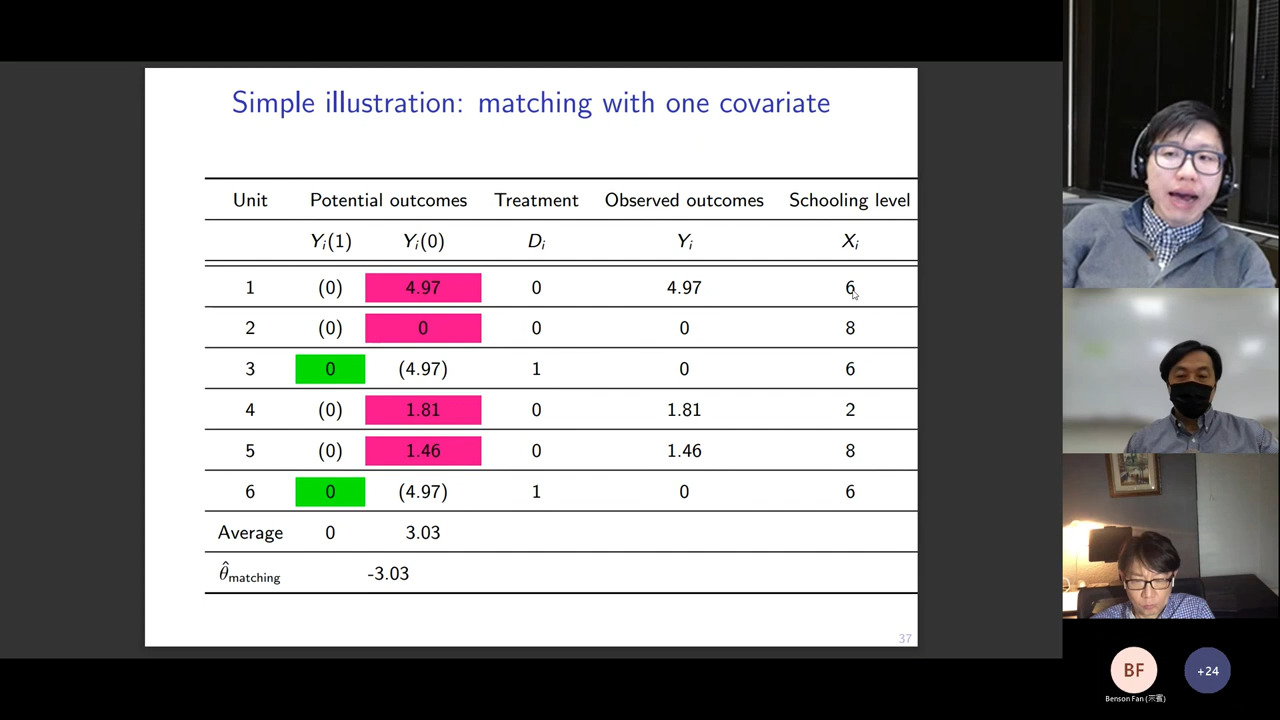 Simple illustration: matching with one covariate
Unit Potential outcomes Treatment Observed outcomes Schooling level
Yᵢ(1) Yᵢ(0) Dᵢ Yᵢ Xᵢ
1 (0) 4.97 0 4.97 6
2 (0) 0 0 0 8
3 0 (4.97) 1 0 6
4 (0) 1.81 0 1.81 2
5 (0) 1.46 0 1.46 8
6 0 (4.97) 1 0 6
Average 0 3.03
θ̂matching -3.03
37
BF
+24